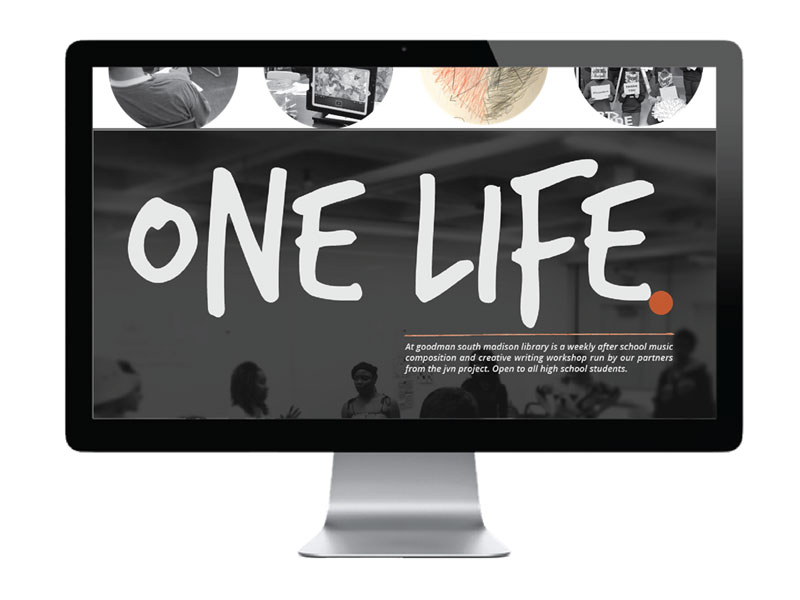 oNE LIFE.
At goodman south madison library is a weekly after school music
composition and creative writing workshop run by our partners
from the jvn project. Open to all high school students.